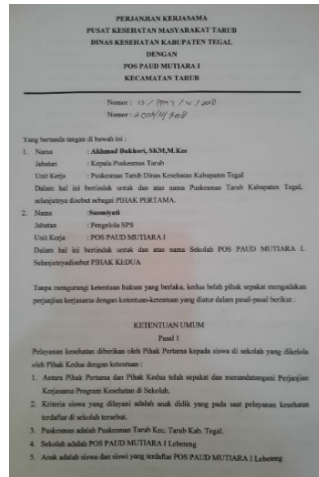 PERJANJIAN KERJASAMA
PUSAT KESEHATAN MASYARAKAT TARUB
DINAS KESEHATAN KABUPATEN TEGAL
DENGAN
POS PAUD MUTIARA I
KECAMATAN TARUB
Nomor :
Nomor :
Yang bertanda tangan di bawah ini :
1. Nama : Akhmad Bukhori, SKM,M.Kes
Jabatan : Kepala Puskesmas Tarub
Unit Kerja : Puskesmas Tarub Dinas Kesehatan Kabupaten Tegal
Dalam hal ini bertindak untuk dan atas nama Puskesmas Tarub Kabupaten Tegal,
selanjutnya disebut sebagai PIHAK PERTAMA.
2. Nama : Susmiyati
Jabatan : Pengelola SPS
Unit Kerja : POS PAUD MUTIARA I
Dalam hal ini bertindak untuk dan atas nama Sekolah POS PAUD MUTIARA I.
Selanjutnyadisebut PIHAK KEDUA
Tanpa mengurangi ketentuan hukum yang berlaku, kedua belah pihak sepakat mengadakan
perjanjian kerjasama dengan ketentuan-ketentuan yang diatur dalam pasal-pasal berikut :
KETENTUAN UMUM
Pasal 1
Pelayanan kesehatan diberikan oleh Pihak Pertama kepada siswa di sekolah yang dikelola
oleh Pihak Kedua dengan ketentuan :
1. Antara Pihak Pertama dan Pihak Kedua telah sepakat dan menandatangani Perjanjian
Kerjasama Program Kesehatan di Sekolah.
2. Kriteria siswa yang dilayani adalah anak didik yang pada saat pelayanan kesehatan
terdaftar di sekolah tersebut.
3. Puskesmas adalah Puskesmas Tarub Kec. Tarub Kab. Tegal.
4. Sekolah adalah POS PAUD MUTIARA I Lebeteng
5. Anak adalah siswa dan siswi yang terdaftar POS PAUD MUTIARA I Lebeteng